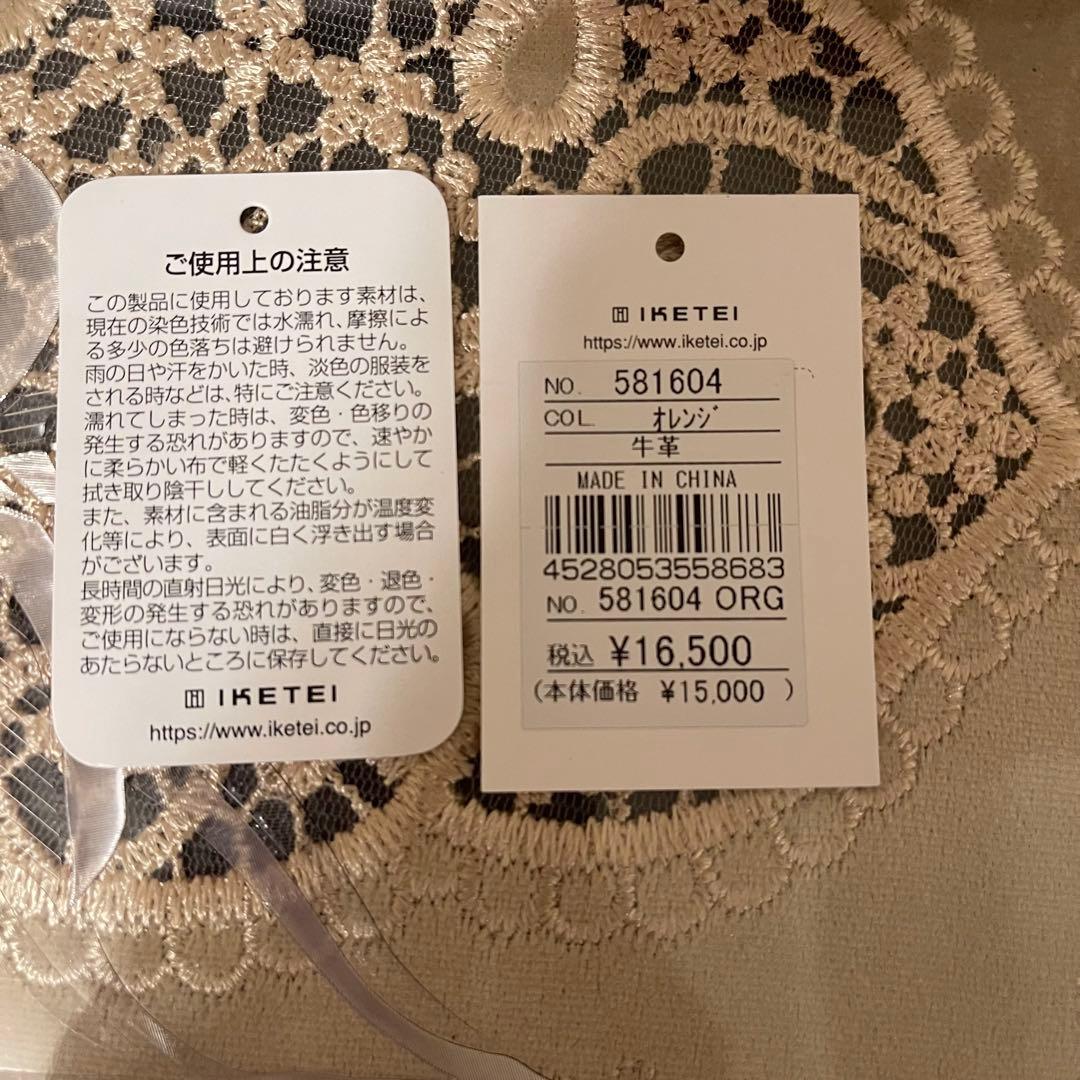 ご使用上の注意
この製品に使用しております素材は、
現在の染色技術では水濡れ、摩擦によ
る多少の色落ちは避けられません。
雨の日や汗をかいた時、淡色の服装を
される時などは、特にご注意ください。
濡れてしまった時は、変色・色移りの
発生する恐れがありますので、速やか
に柔らかい布で軽くたたくようにして
拭き取り陰干ししてください。
また、素材に含まれる油脂分が温度変
化等により、表面に白く浮き出す場合
がございます。
長時間の直射日光により、変色・退色・
変形の発生する恐れがありますので、
ご使用にならない時は、直接に日光の
あたらないところに保存してください。
IKETEI
https://www.iketei.co.jp
IKETEI
https://www.iketei.co.jp
NO. 581604
COL. オレンジ
牛革
MADE IN CHINA
4528053558683
NO. 581604 ORG
税込 ¥16,500
(本体価格 ¥15,000 )